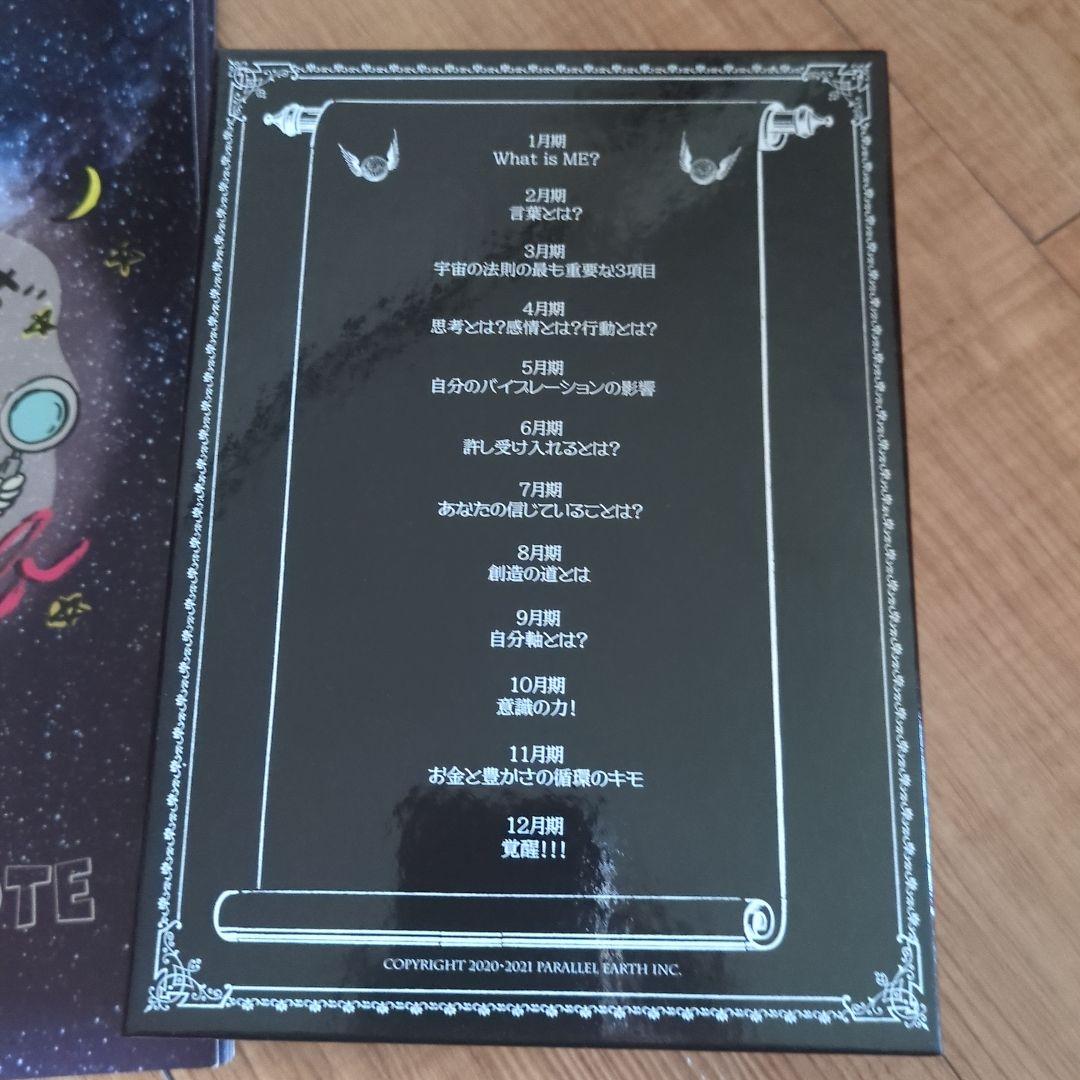 1月期
What is ME?
2月期
言葉とは?
3月期
宇宙の法則の最も重要な3項目
4月期
思考とは?感情とは?行動とは?
5月期
自分のバイブレーションの影響
6月期
許し受け入れるとは?
7月期
あなたの信じていることは?
8月期
創造の道とは
9月期
自分軸とは?
10月期
意識の力!
11月期
お金と豊かさの循環のキモ
12月期
覚醒!!!
COPYRIGHT 2020-2021 PARALLEL EARTH INC.
OTE